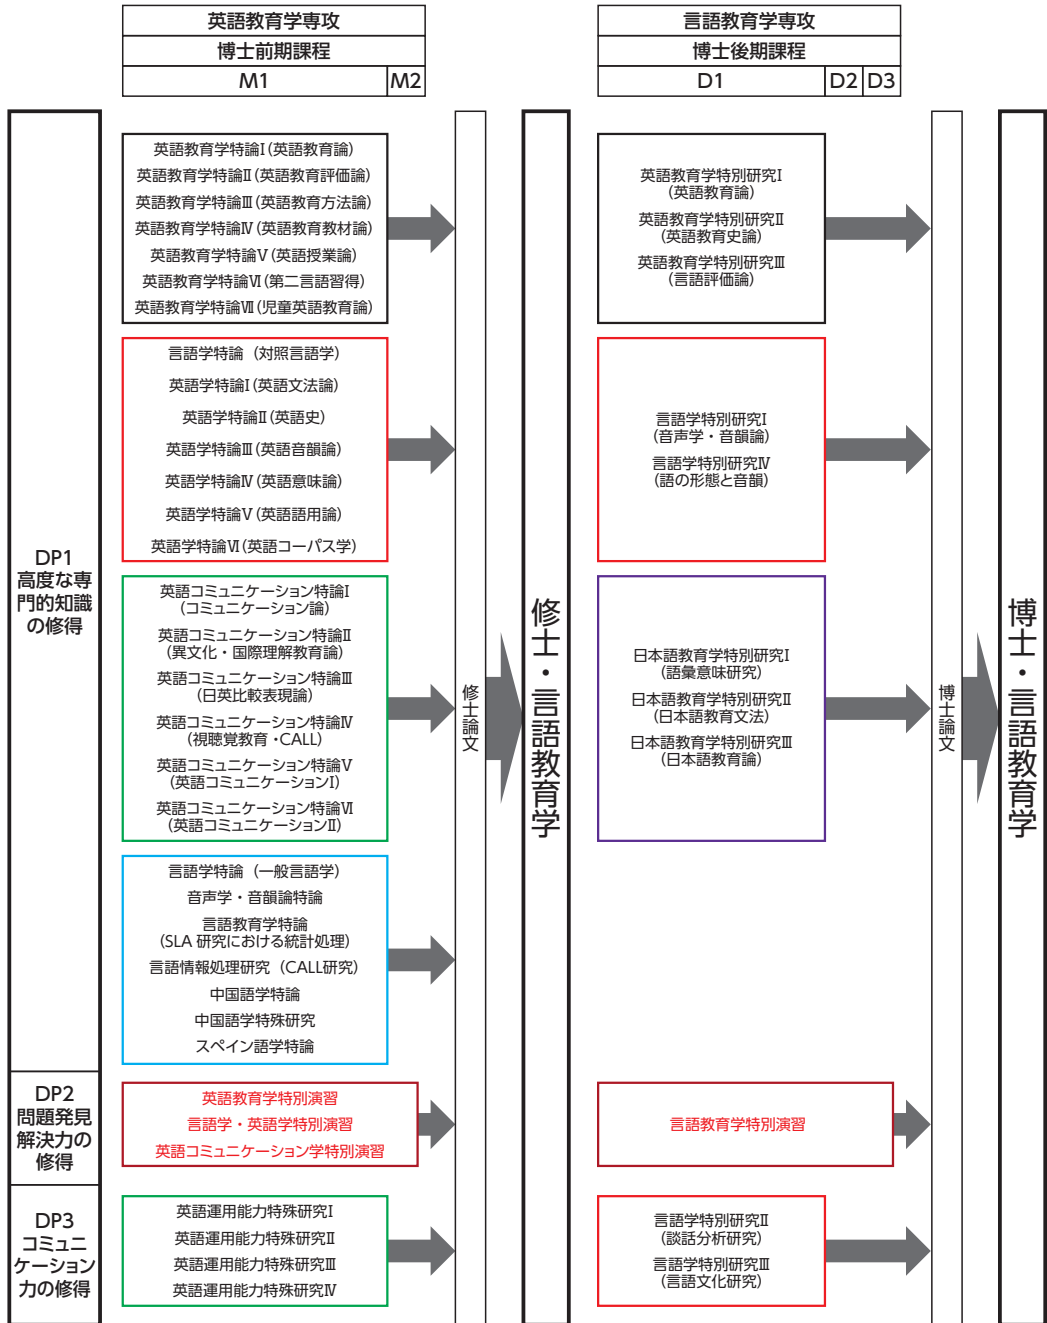 英語教育学専攻
博士前期課程
M1
M2
言語教育学専攻
博士後期課程
D1
D2
D3
DP1
高度な専
門的知識
の修得
英語教育学特論Ⅰ(英語教育論)
英語教育学特論Ⅱ(英語教育評価論)
英語教育学特論Ⅲ(英語教育方法論)
英語教育学特論Ⅳ(英語教育教材論)
英語教育学特論Ⅴ(英語授業論)
英語教育学特論Ⅵ(第二言語習得)
英語教育学特論Ⅶ(児童英語教育論)
言語学特論（対照言語学）
英語学特論Ⅰ(英語文法論)
英語学特論Ⅱ(英語史)
英語学特論Ⅲ(英語音韻論)
英語学特論Ⅳ(英語意味論)
英語学特論Ⅴ(英語語用論)
英語学特論Ⅵ(英語コーパス学)
英語コミュニケーション特論Ⅰ
(コミュニケーション論)
英語コミュニケーション特論Ⅱ
(異文化・国際理解教育論)
英語コミュニケーション特論Ⅲ
(日英比較表現論)
英語コミュニケーション特論Ⅳ
(視聴覚教育・CALL)
英語コミュニケーション特論Ⅴ
(英語コミュニケーションⅠ)
英語コミュニケーション特論Ⅵ
(英語コミュニケーションⅡ)
言語学特論（一般言語学）
音声学・音韻論特論
言語教育学特論
(SLA 研究における統計処理)
言語情報処理研究（CALL研究）
中国語学特論
中国語学特殊研究
スペイン語学特論
修士論文
修士・言語教育学
英語教育学特別研究Ⅰ
(英語教育論)
英語教育学特別研究Ⅱ
(英語教育史論)
英語教育学特別研究Ⅲ
(言語評価論)
言語学特別研究Ⅰ
(音声学・音韻論)
言語学特別研究Ⅳ
(語の形態と音韻)
日本語教育学特別研究Ⅰ
(語彙意味研究)
日本語教育学特別研究Ⅱ
(日本語教育文法)
日本語教育学特別研究Ⅲ
(日本語教育論)
博士論文
博士・言語教育学
DP2
問題発見
解決力の
修得
英語教育学特別演習
言語学・英語学特別演習
英語コミュニケーション学特別演習
言語教育学特別演習
DP3
コミュニ
ケーション
力の修得
英語運用能力特殊研究Ⅰ
英語運用能力特殊研究Ⅱ
英語運用能力特殊研究Ⅲ
英語運用能力特殊研究Ⅳ
言語学特別研究Ⅱ
(談話分析研究)
言語学特別研究Ⅲ
(言語文化研究)